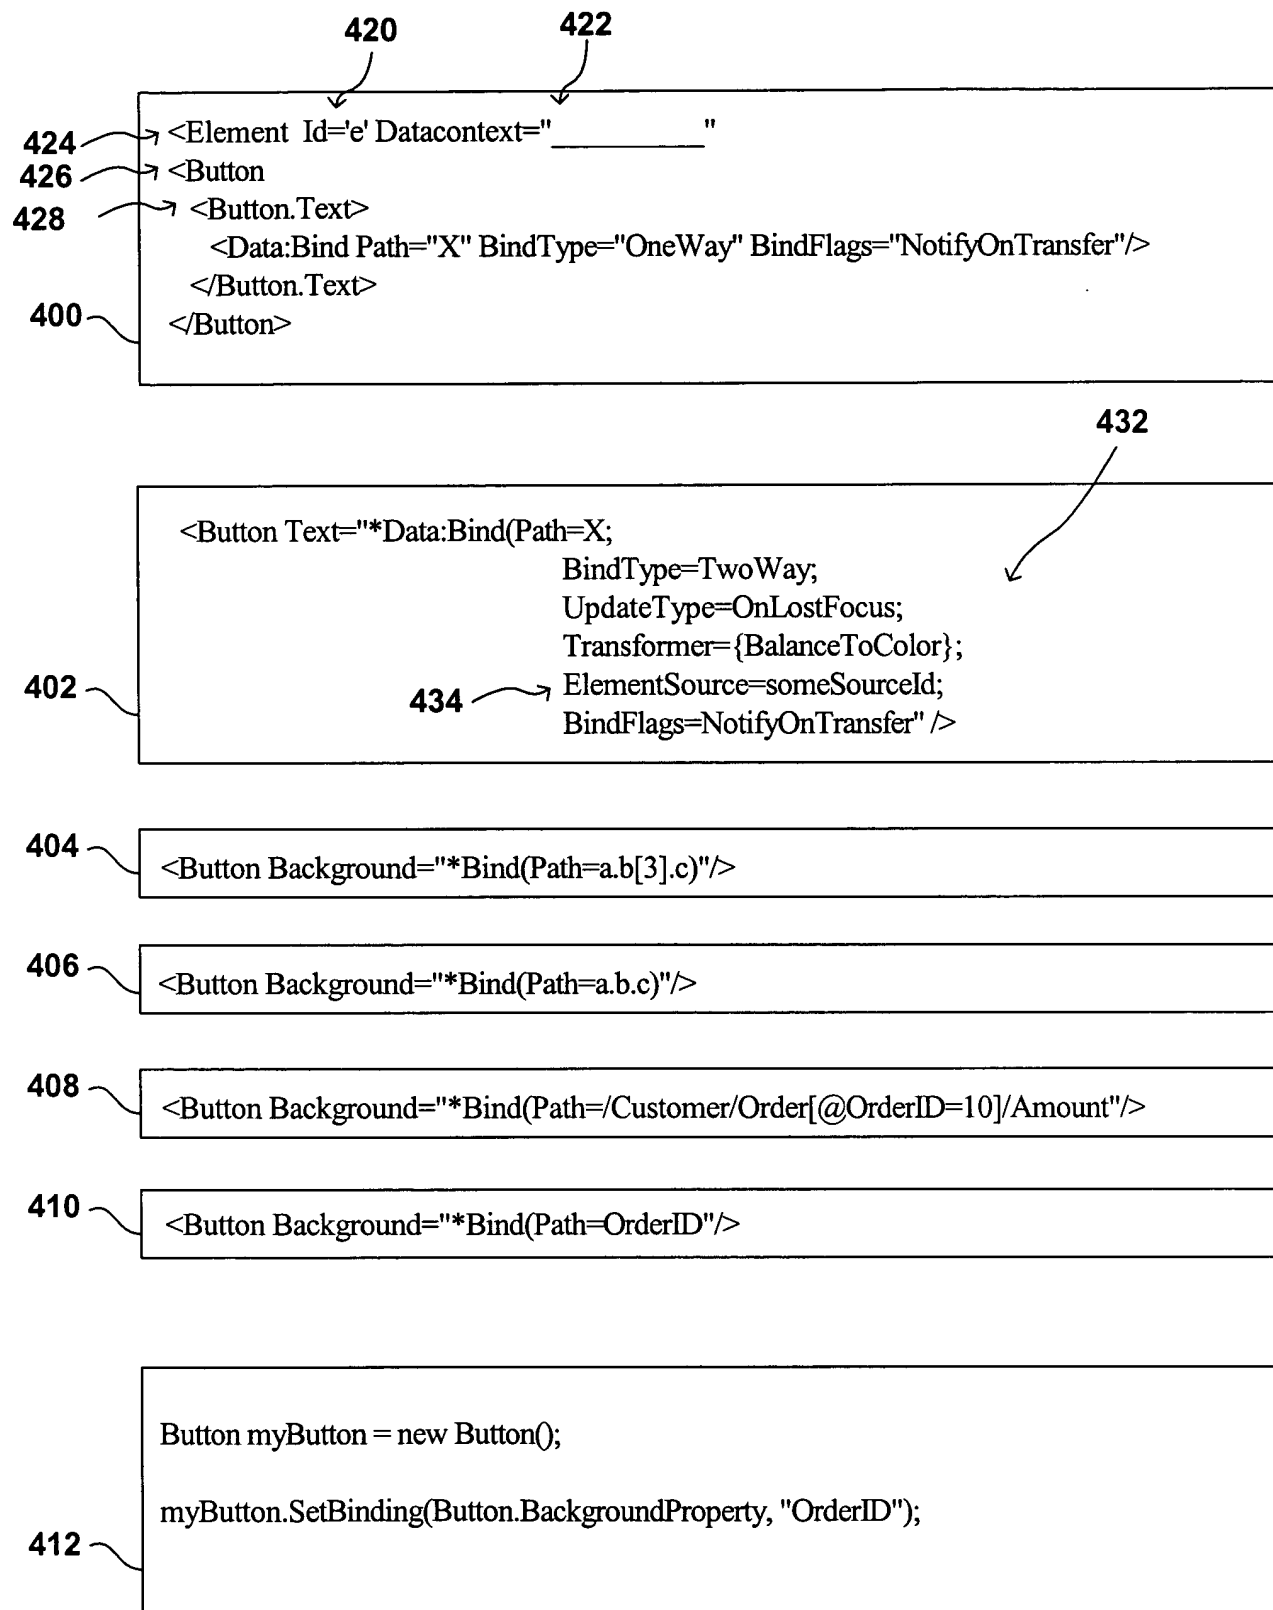 420 422
424 <Element Id='e' Datacontext="__________"
426 <Button
428 <Button.Text>
<Data:Bind Path="X" BindType="OneWay" BindFlags="NotifyOnTransfer"/>
</Button.Text>
400 </Button>
432
<Button Text="*Data:Bind(Path=X;
BindType=TwoWay;
UpdateType=OnLostFocus;
Transformer={BalanceToColor};
402 434 ElementSource=someSourceId;
BindFlags=NotifyOnTransfer" />
404 <Button Background="*Bind(Path=a.b[3].c)"/>
406 <Button Background="*Bind(Path=a.b.c)"/>
408 <Button Background="*Bind(Path=/Customer/Order[@OrderID=10]/Amount"/>
410 <Button Background="*Bind(Path=OrderID"/>
Button myButton = new Button();
myButton.SetBinding(Button.BackgroundProperty, "OrderID");
412